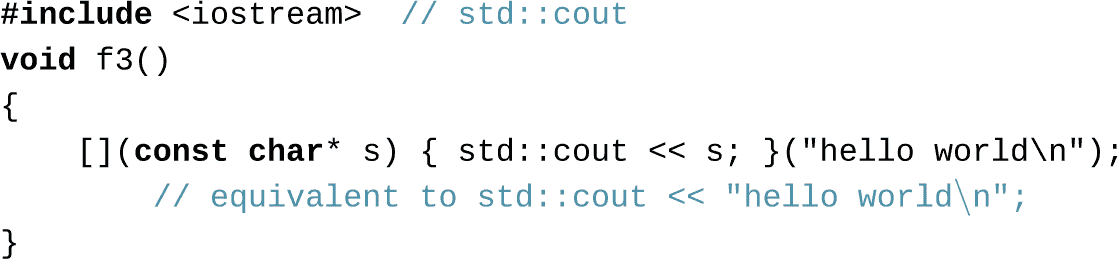 #include <iostream>  // std::cout
void f3()
{
    [](const char* s) { std::cout << s; }("hello world\n");
        // equivalent to std::cout << "hello world\n";
}